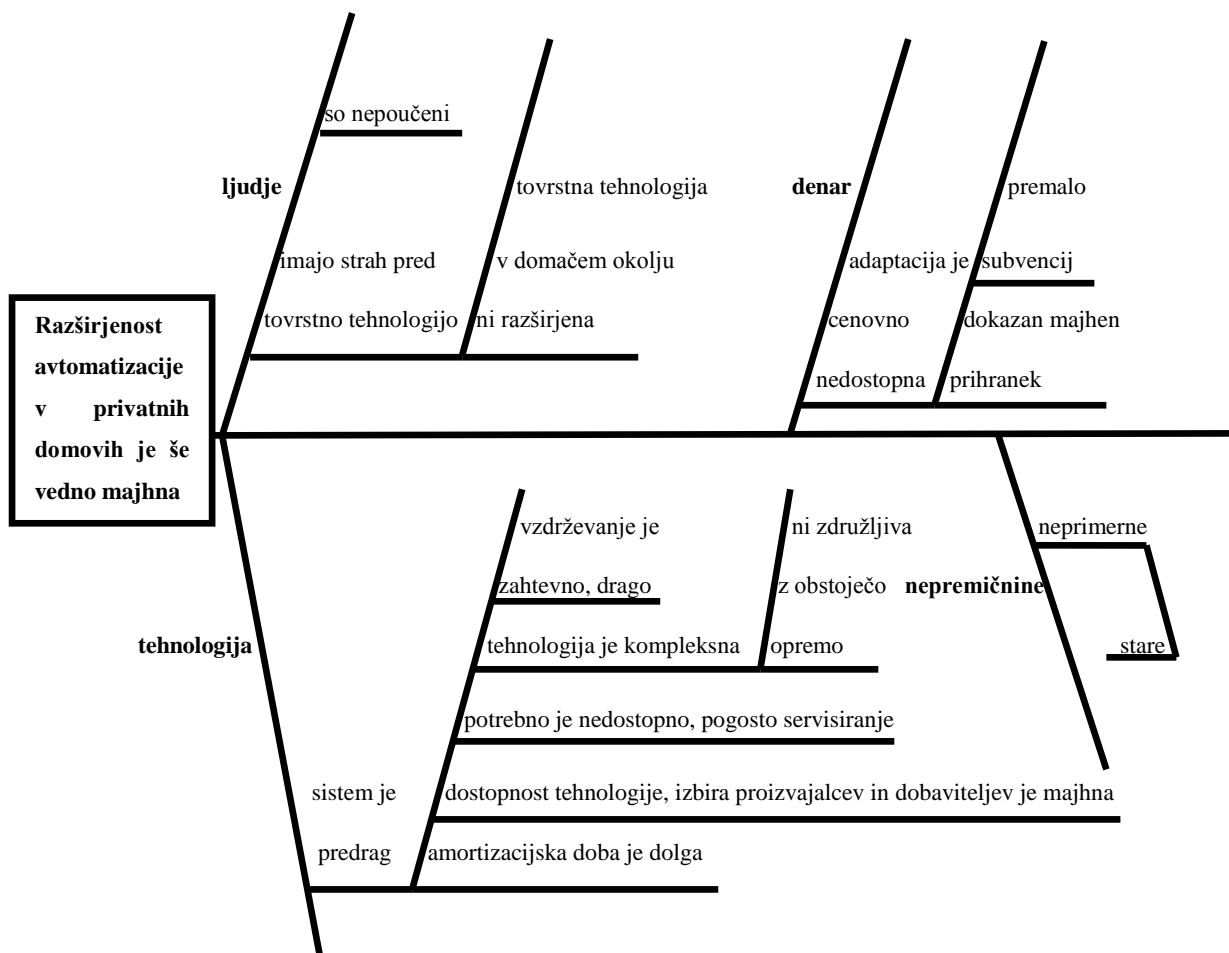 so nepoučeni
ljudje
imajo strah pred
tovrstno tehnologijo
tovrstna tehnologija
v domačem okolju
ni razširjena
denar
adaptacija je
cenovno
nedostopna
premalo
subvencij
dokazan majhen
prihranek
Razširjenost
avtomatizacije
v privatnih
domovih je še
vedno majhna
tehnologija
sistem je
predrag
vzdrževanje je
zahtevno, drago
tehnologija je kompleksna
ni združljiva
z obstoječo
opremo
potrebno je nedostopno, pogosto servisiranje
dostopnost tehnologije, izbira proizvajalcev in dobaviteljev je majhna
amortizacijska doba je dolga
nepremičnine
neprimerne
stare